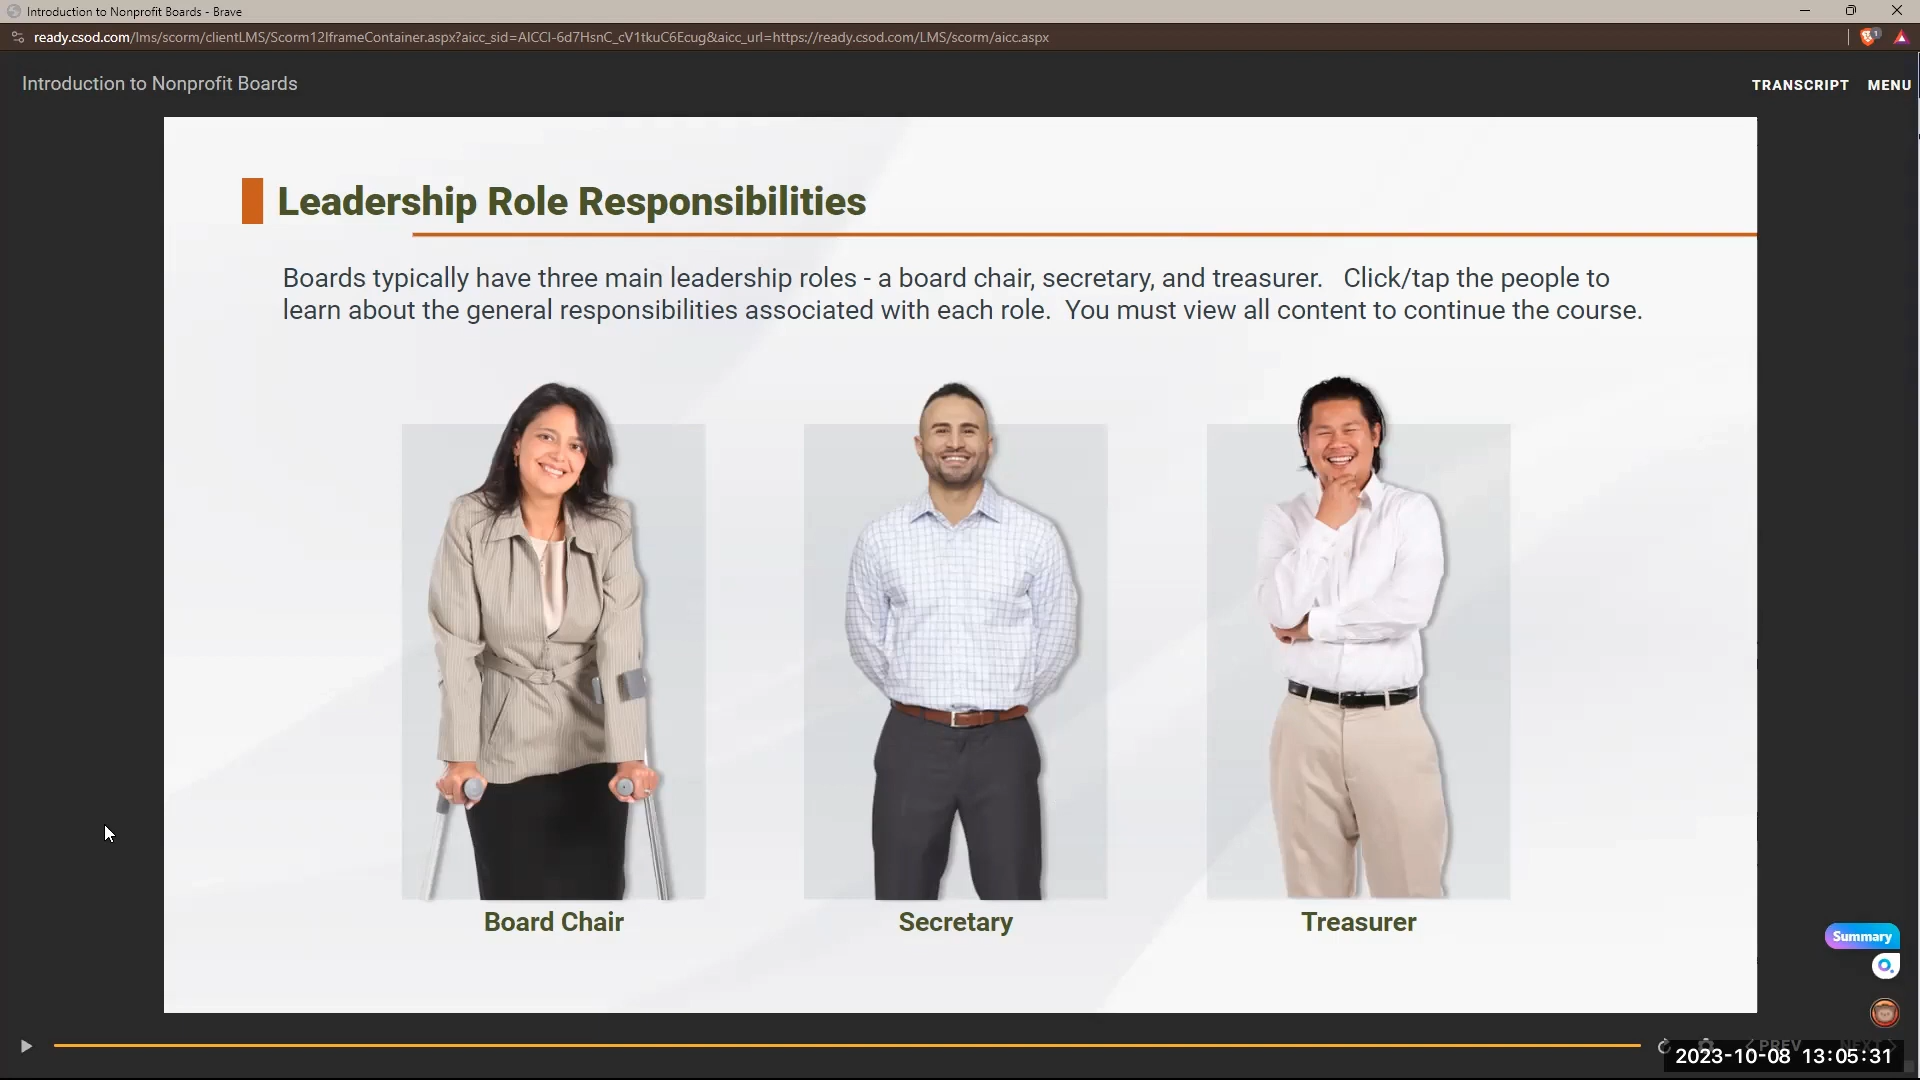 Introduction to Nonprofit Boards - Brave
ready.csod.com/lms/scorm/clientLMS/Scorm12IframeContainer.aspx?aicc_sid=AICCI-6d7HsnC_cV1tkuC6Ecug&aicc_url=https://ready.csod.com/LMS/scorm/aicc.aspx
1
Introduction to Nonprofit Boards
TRANSCRIPT MENU
Leadership Role Responsibilities
Boards typically have three main leadership roles - a board chair, secretary, and treasurer. Click/tap the people to
learn about the general responsibilities associated with each role. You must view all content to continue the course.
Board Chair
Secretary
Treasurer
Summary
PREV NEXT
2023-10-08 13:05:31